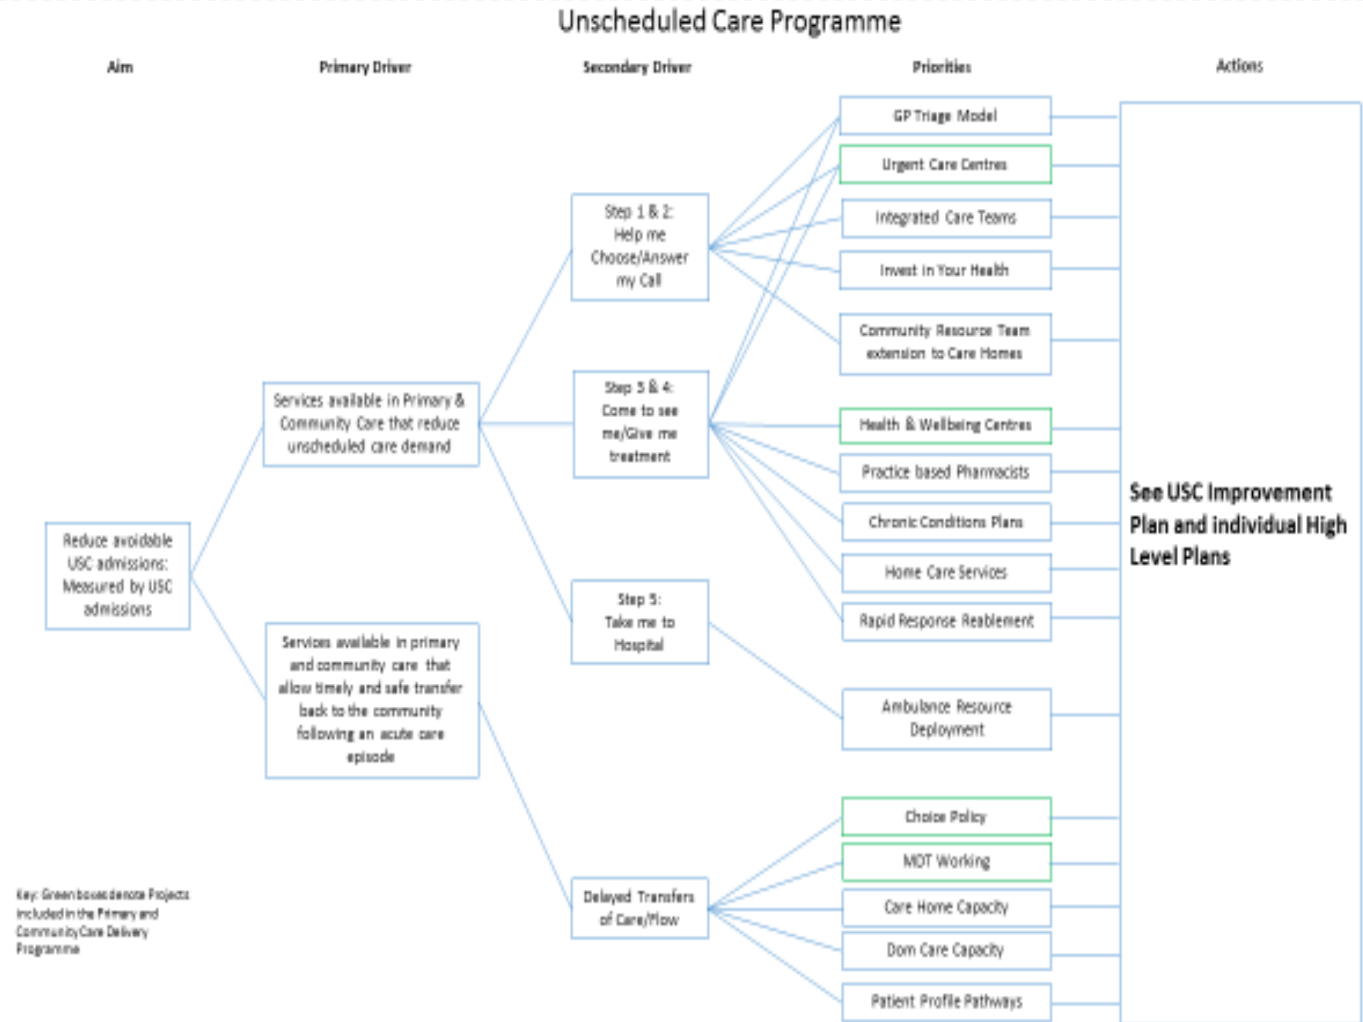 Unscheduled Care Programme
Aim
Primary Driver
Secondary Driver
Priorities
Actions
Reduce avoidable
USC admissions:
Measured by USC
admissions
Services available in Primary &
Community Care that reduce
unscheduled care demand
Services available in primary
and community care that
allow timely and safe transfer
back to the community
following an acute care
episode
Step 1 & 2:
Help me
Choose/Answer
my Call
Step 3 & 4:
Come to see
me/Give me
treatment
Step 5:
Take me to
Hospital
Delayed Transfers
of Care/Flow
GP Triage Model
Urgent Care Centres
Integrated Care Teams
Invest in Your Health
Community Resource Team
extension to Care Homes
Health & Wellbeing Centres
Practice based Pharmacists
Chronic Conditions Plans
Home Care Services
Rapid Response Reablement
Ambulance Resource
Deployment
Choice Policy
MDT Working
Care Home Capacity
Dom Care Capacity
Patient Profile Pathways
See USC Improvement
Plan and individual High
Level Plans
Key: Green boxes denote Projects
included in the Primary and
Community Care Delivery
Programme